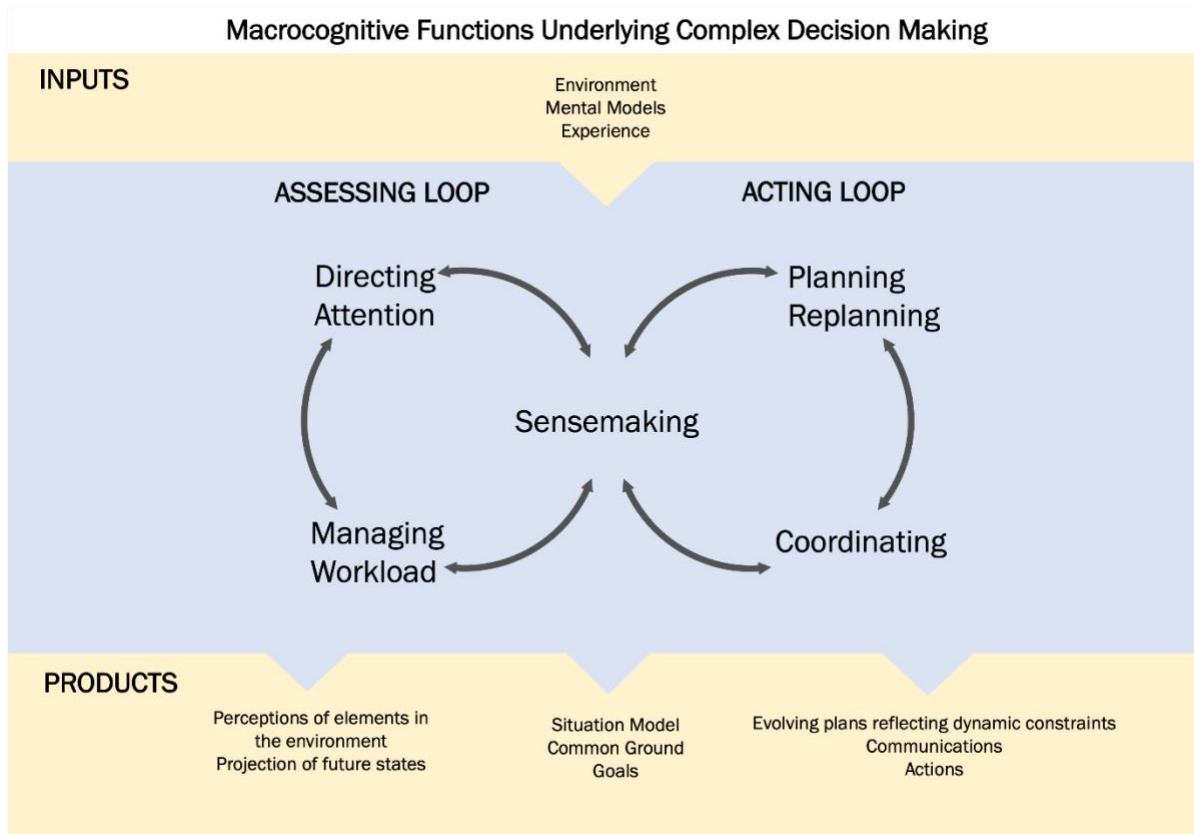 Macrocognitive Functions Underlying Complex Decision Making
INPUTS
Environment
Mental Models
Experience
ASSESSING LOOP
ACTING LOOP
Directing
Attention
Planning
Replanning
Sensemaking
Managing
Workload
Coordinating
PRODUCTS
Perceptions of elements in
the environment
Projection of future states
Situation Model
Common Ground
Goals
Evolving plans reflecting dynamic constraints
Communications
Actions